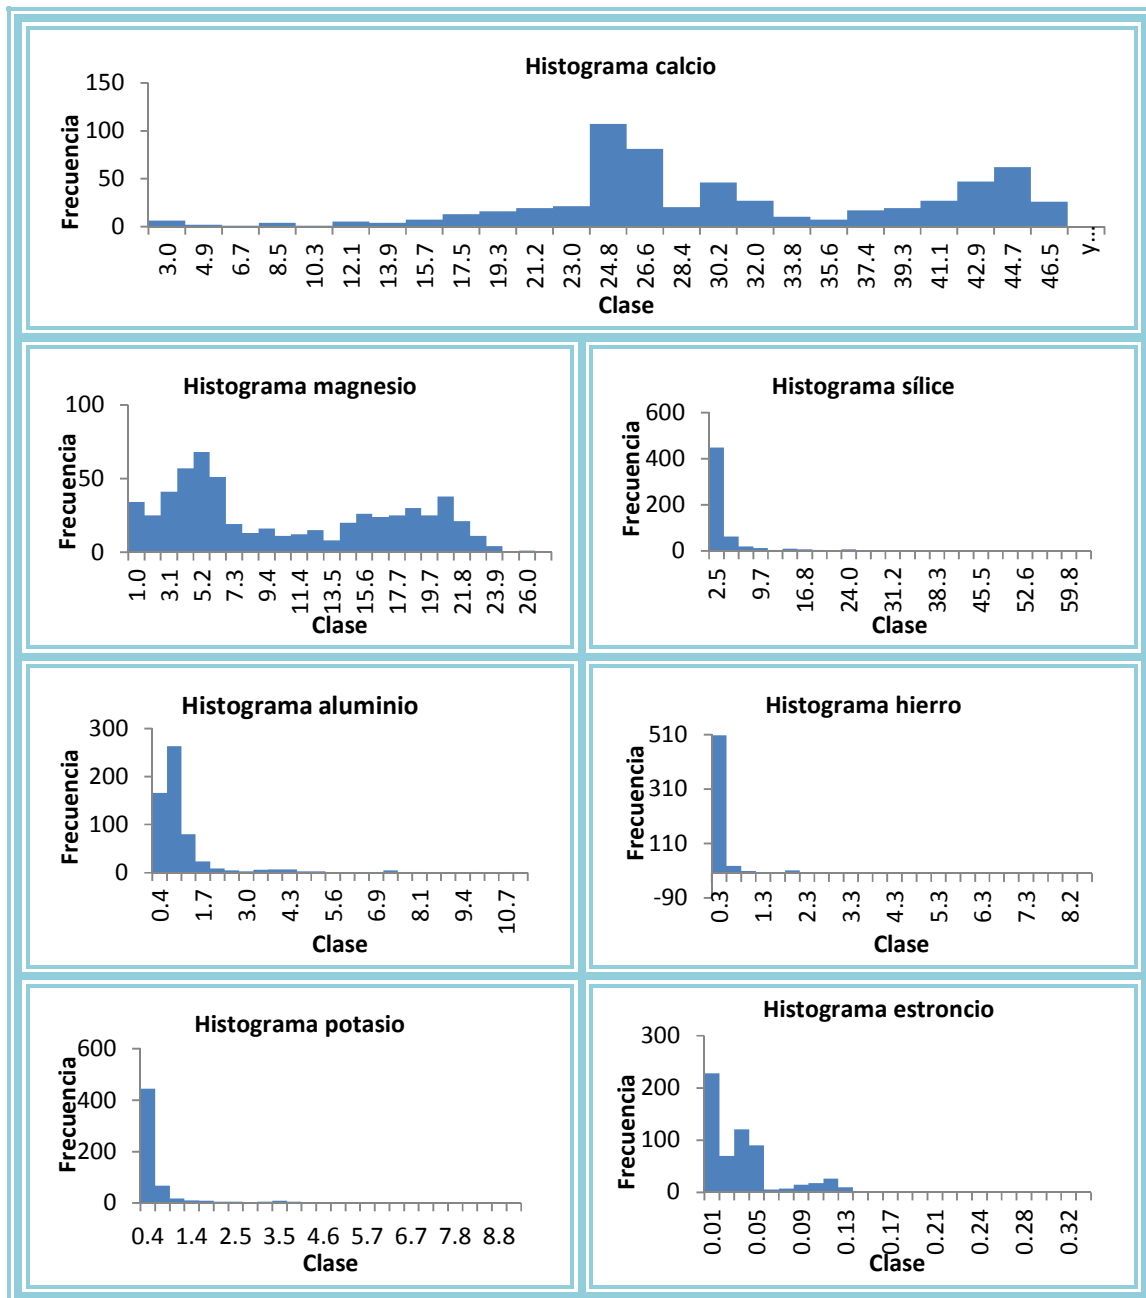 Histograma calcio
Frecuencia
150
100
50
0
3.0 4.9 6.7 8.5 10.3 12.1 13.9 15.7 17.5 19.3 21.2 23.0 24.8 26.6 28.4 30.2 32.0 33.8 35.6 37.4 39.3 41.1 42.9 44.7 46.5 y...
Clase
Histograma magnesio
Frecuencia
100
50
0
1.0 3.1 5.2 7.3 9.4 11.4 13.5 15.6 17.7 19.7 21.8 23.9 26.0
Clase
Histograma sílice
Frecuencia
600
400
200
0
2.5 9.7 16.8 24.0 31.2 38.3 45.5 52.6 59.8
Clase
Histograma aluminio
Frecuencia
300
200
100
0
0.4 1.7 3.0 4.3 5.6 6.9 8.1 9.4 10.7
Clase
Histograma hierro
Frecuencia
510
310
110
-90
0.3 1.3 2.3 3.3 4.3 5.3 6.3 7.3 8.2
Clase
Histograma potasio
Frecuencia
600
400
200
0
0.4 1.4 2.5 3.5 4.6 5.7 6.7 7.8 8.8
Clase
Histograma estroncio
Frecuencia
300
200
100
0
0.01 0.05 0.09 0.13 0.17 0.21 0.24 0.28 0.32
Clase